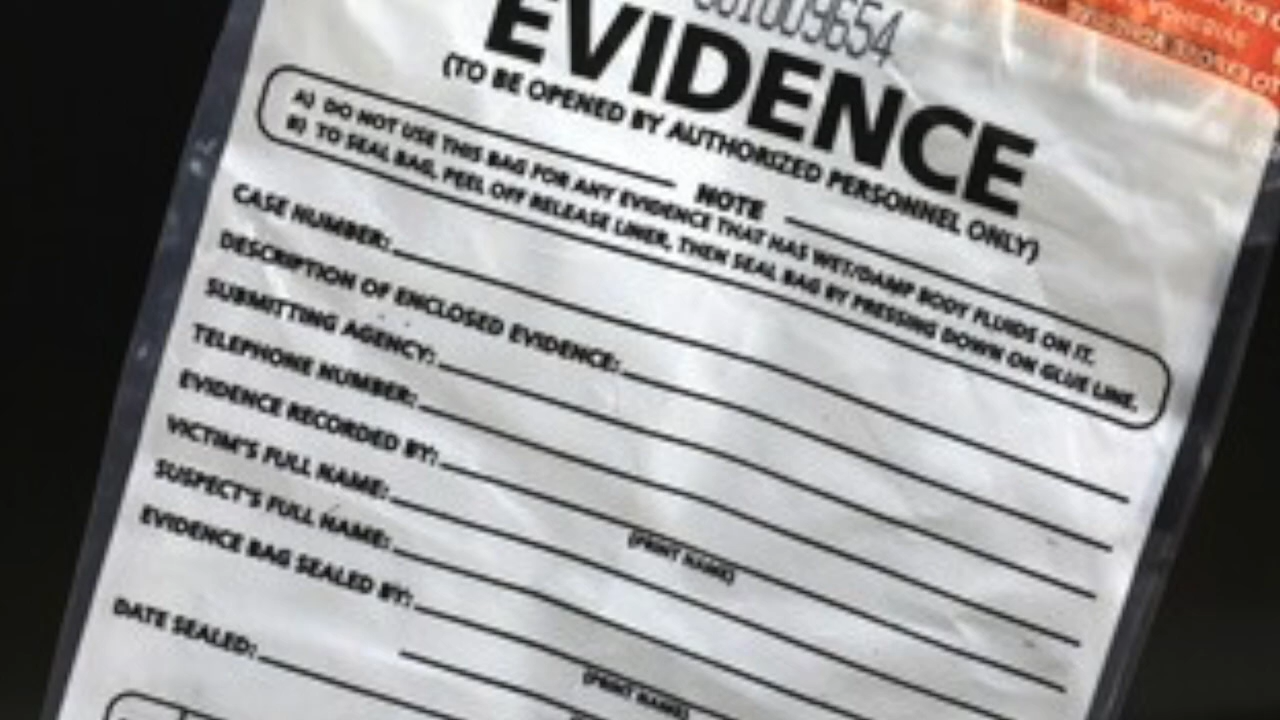 009654
EVIDENCE
(TO BE OPENED BY AUTHORIZED PERSONNEL ONLY)
NOTE
A) DO NOT USE THIS BAG FOR ANY EVIDENCE THAT HAS WET/DAMP BODY FLUIDS ON IT.
B) TO SEAL BAG, PEEL OFF RELEASE LINER, THEN SEAL BAG BY PRESSING DOWN ON GLUE LINE.
CASE NUMBER:
DESCRIPTION OF ENCLOSED EVIDENCE:
SUBMITTING AGENCY:
TELEPHONE NUMBER:
EVIDENCE RECORDED BY:
(PRINT NAME)
VICTIM'S FULL NAME:
SUSPECT'S FULL NAME:
EVIDENCE BAG SEALED BY:
(PRINT NAME)
DATE SEALED: